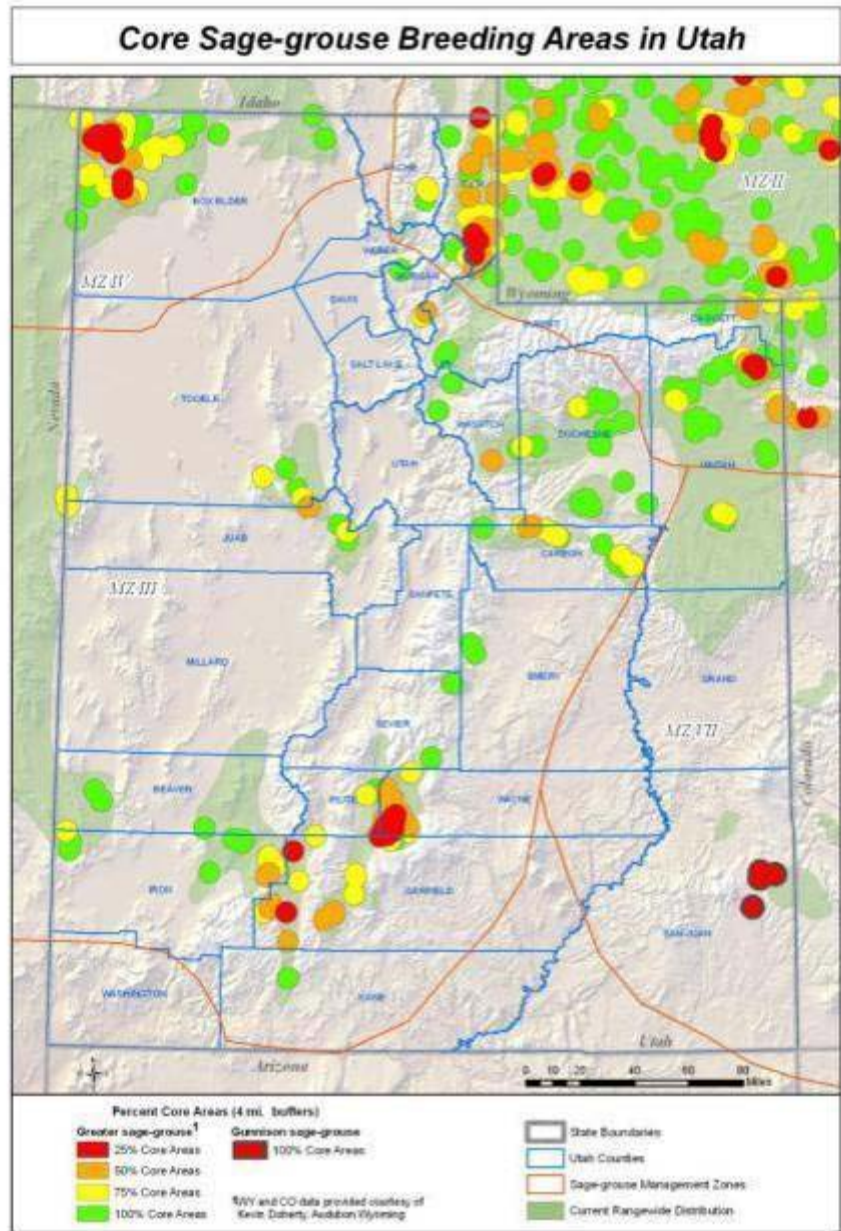 Core Sage-grouse Breeding Areas in Utah
Idaho
CACHE
RICH
MZ II
BOX ELDER
WEBER
MZ IV
Wyoming
DAVIS
SUMMIT
DAGGETT
SALT LAKE
Nevada
TOOELE
WASATCH
DUCHESNE
UTAH
UINTAH
JUAB
CARBON
MZ III
SANPETE
MILLARD
EMERY
GRAND
SEVIER
MZ VII
Colorado
BEAVER
PIUTE
WAYNE
IRON
GARFIELD
SAN JUAN
WASHINGTON
KANE
Utah
Arizona
0 20 40 80
Miles
Percent Core Areas (4 mi. buffers)
Greater sage-grouse¹
25% Core Areas
50% Core Areas
75% Core Areas
100% Core Areas
Gunnison sage-grouse
100% Core Areas
¹WY and CO data provided courtesy of
Kevin Doherty, Audubon Wyoming
State Boundaries
Utah Counties
Sage-grouse Management Zones
Current Rangewide Distribution